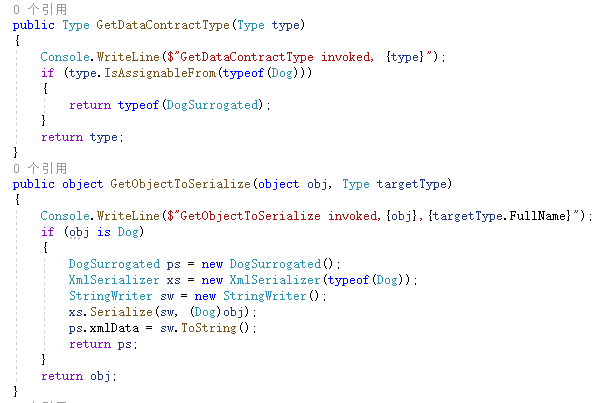 0 个引用
public Type GetDataContractType(Type type)
{
Console.WriteLine($"GetDataContractType invoked, {type}");
if (type.IsAssignableFrom(typeof(Dog)))
{
return typeof(DogSurrogated);
}
return type;
}
0 个引用
public object GetObjectToSerialize(object obj, Type targetType)
{
Console.WriteLine($"GetObjectToSerialize invoked,{obj},{targetType.FullName}");
if (obj is Dog)
{
DogSurrogated ps = new DogSurrogated();
XmlSerializer xs = new XmlSerializer(typeof(Dog));
StringWriter sw = new StringWriter();
xs.Serialize(sw, (Dog)obj);
ps.xmlData = sw.ToString();
return ps;
}
return obj;
}